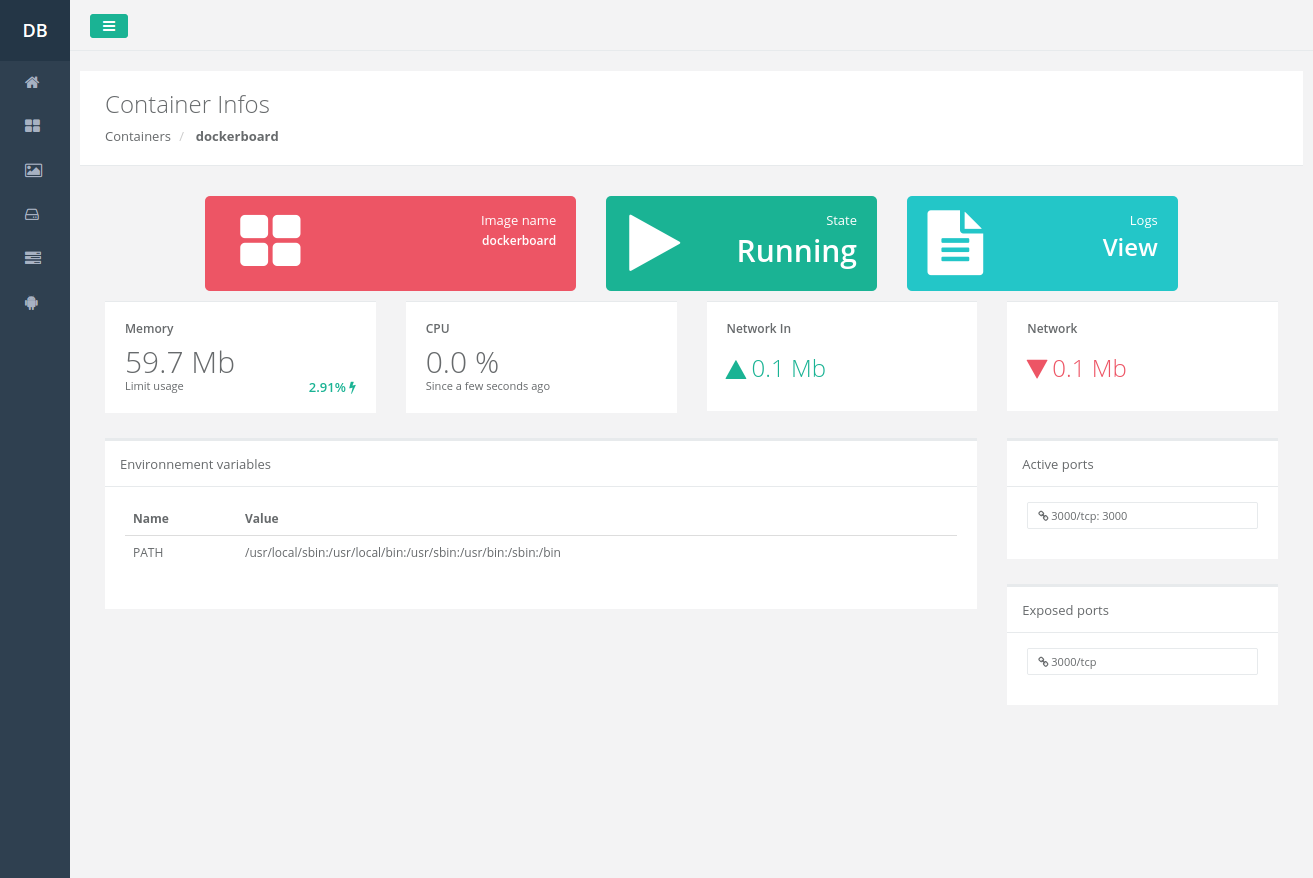 DB
Container Infos
Containers / dockerboard
Image name
dockerboard
State
Running
Logs
View
Memory
59.7 Mb
Limit usage
2.91%
CPU
0.0 %
Since a few seconds ago
Network In
0.1 Mb
Network
0.1 Mb
Environnement variables
Name Value
PATH /usr/local/sbin:/usr/local/bin:/usr/sbin:/usr/bin:/sbin:/bin
Active ports
3000/tcp: 3000
Exposed ports
3000/tcp